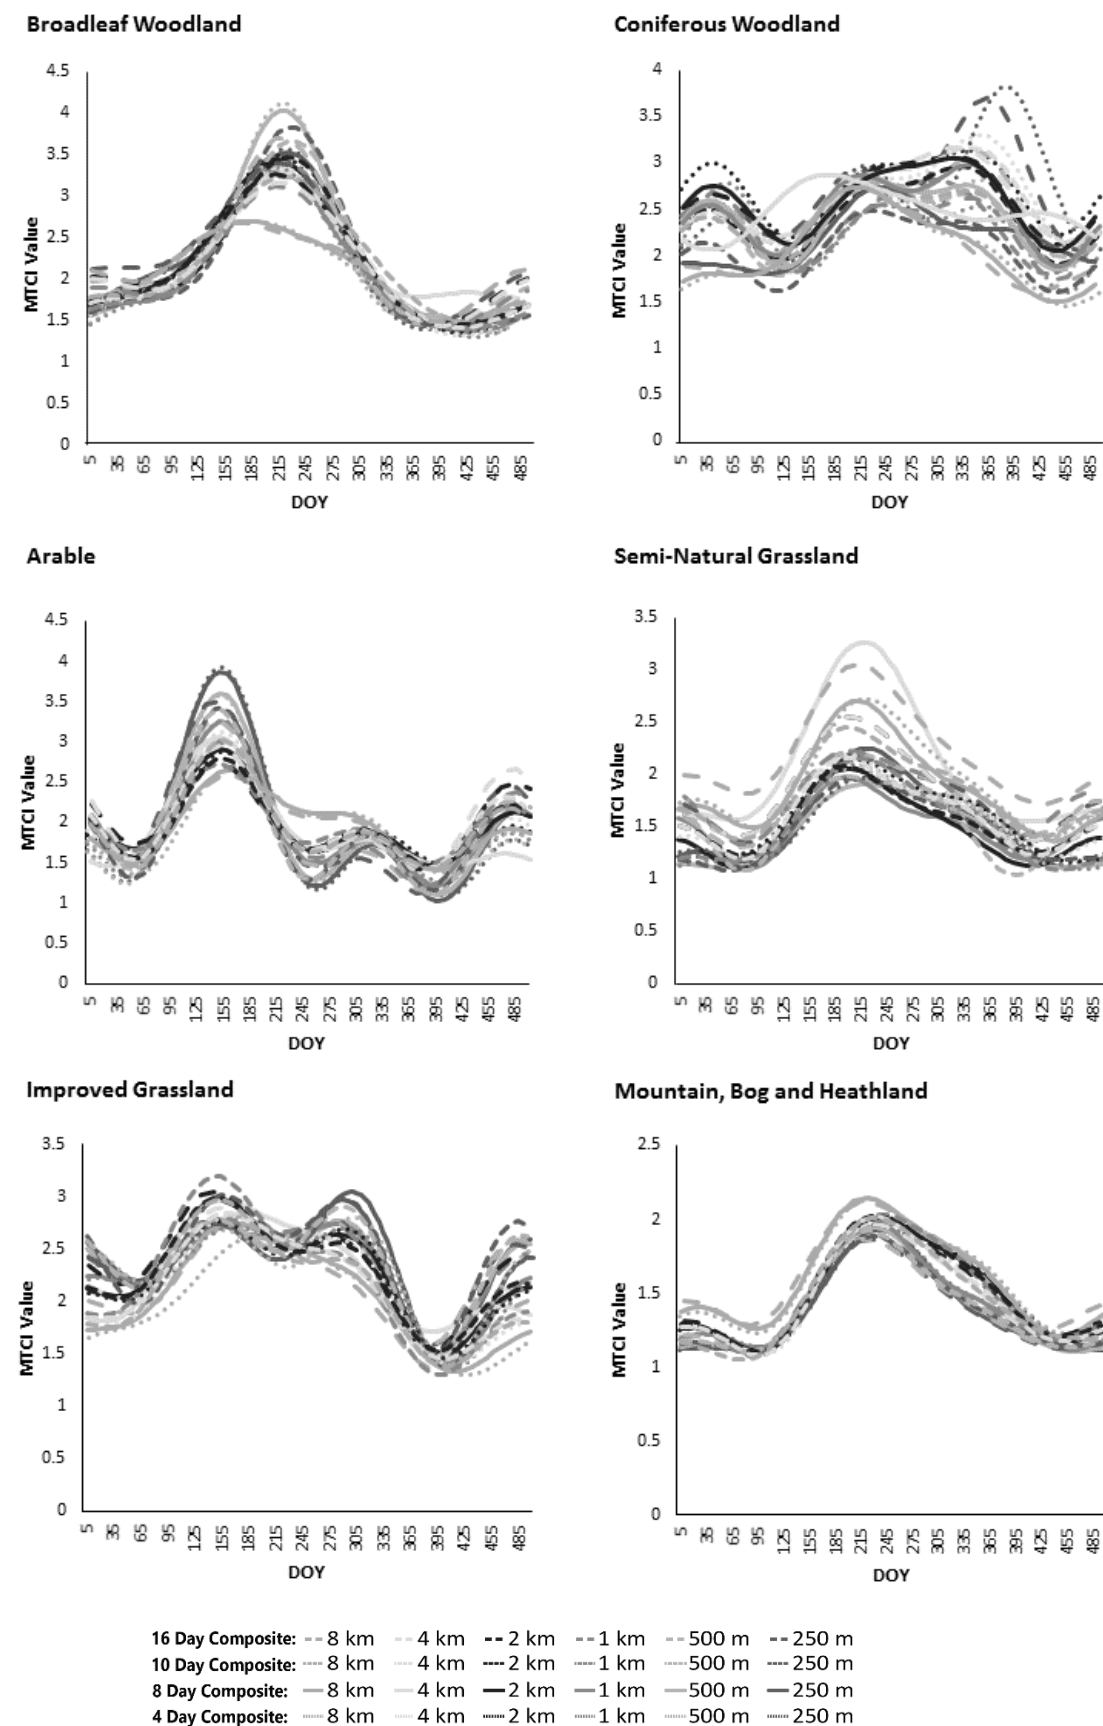 Broadleaf Woodland
4.5
4
3.5
3
2.5
2
1.5
1
0.5
0
MTCI Value
5 35 65 95 125 155 185 215 245 275 305 335 365 395 425 455 485
DOY
Coniferous Woodland
4
3.5
3
2.5
2
1.5
1
0.5
0
MTCI Value
5 35 65 95 125 155 185 215 245 275 305 335 365 395 425 455 485
DOY
Arable
4.5
4
3.5
3
2.5
2
1.5
1
0.5
0
MTCI Value
5 35 65 95 125 155 185 215 245 275 305 335 365 395 425 455 485
DOY
Semi-Natural Grassland
3.5
3
2.5
2
1.5
1
0.5
0
MTCI Value
5 35 65 95 125 155 185 215 245 275 305 335 365 395 425 455 485
DOY
Improved Grassland
3.5
3
2.5
2
1.5
1
0.5
0
MTCI Value
5 35 65 95 125 155 185 215 245 275 305 335 365 395 425 455 485
DOY
Mountain, Bog and Heathland
2.5
2
1.5
1
0.5
0
MTCI Value
5 35 65 95 125 155 185 215 245 275 305 335 365 395 425 455 485
DOY
16 Day Composite: 8 km 4 km 2 km 1 km 500 m 250 m
10 Day Composite: 8 km 4 km 2 km 1 km 500 m 250 m
8 Day Composite: 8 km 4 km 2 km 1 km 500 m 250 m
4 Day Composite: 8 km 4 km 2 km 1 km 500 m 250 m